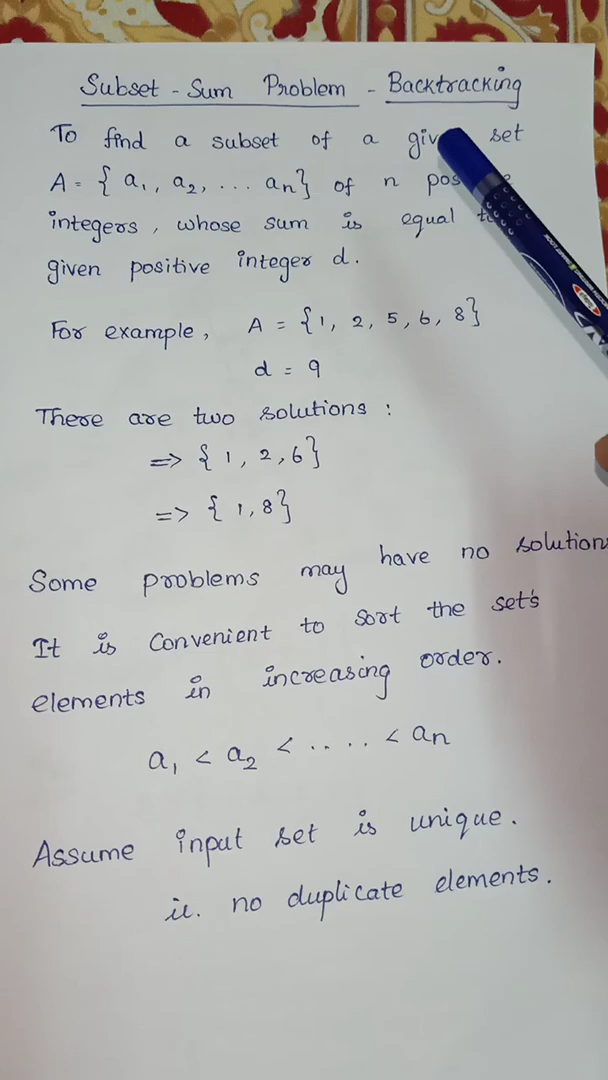 Subset - Sum Problem - Backtracking
To find a subset of a giv set
A = { a1, a2, ... an} of n pos
integers, whose sum is equal
given positive integer d.
For example, A = {1, 2, 5, 6, 8}
d = 9
There are two solutions :
=> { 1, 2, 6}
=> { 1, 8}
Some problems may have no solution
It is convenient to sort the set's
elements in increasing order.
a1 < a2 < ..... < an
Assume input set is unique.
ie. no duplicate elements.